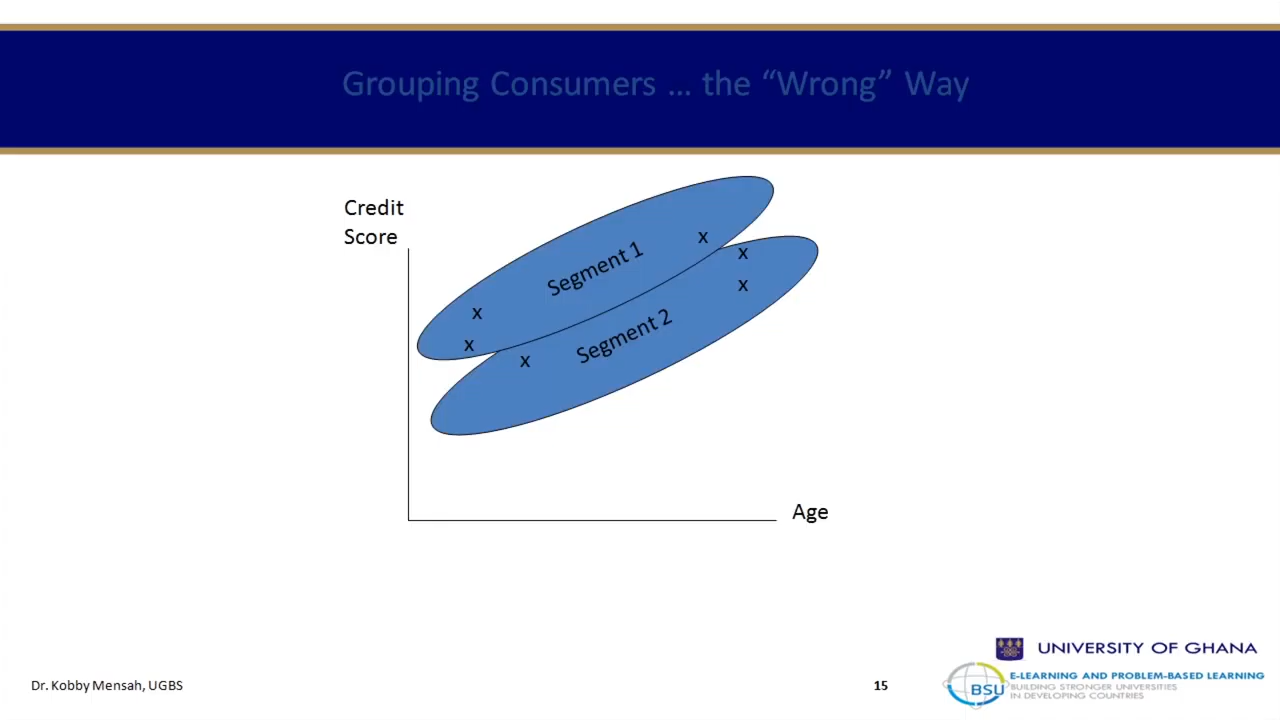 Grouping Consumers … the “Wrong” Way
Credit
Score
Segment 1
x
x
x
x
x
Segment 2
x
Age
Dr. Kobby Mensah, UGBS
15
UNIVERSITY OF GHANA
BSU
E-LEARNING AND PROBLEM-BASED LEARNING
BUILDING STRONGER UNIVERSITIES
IN DEVELOPING COUNTRIES